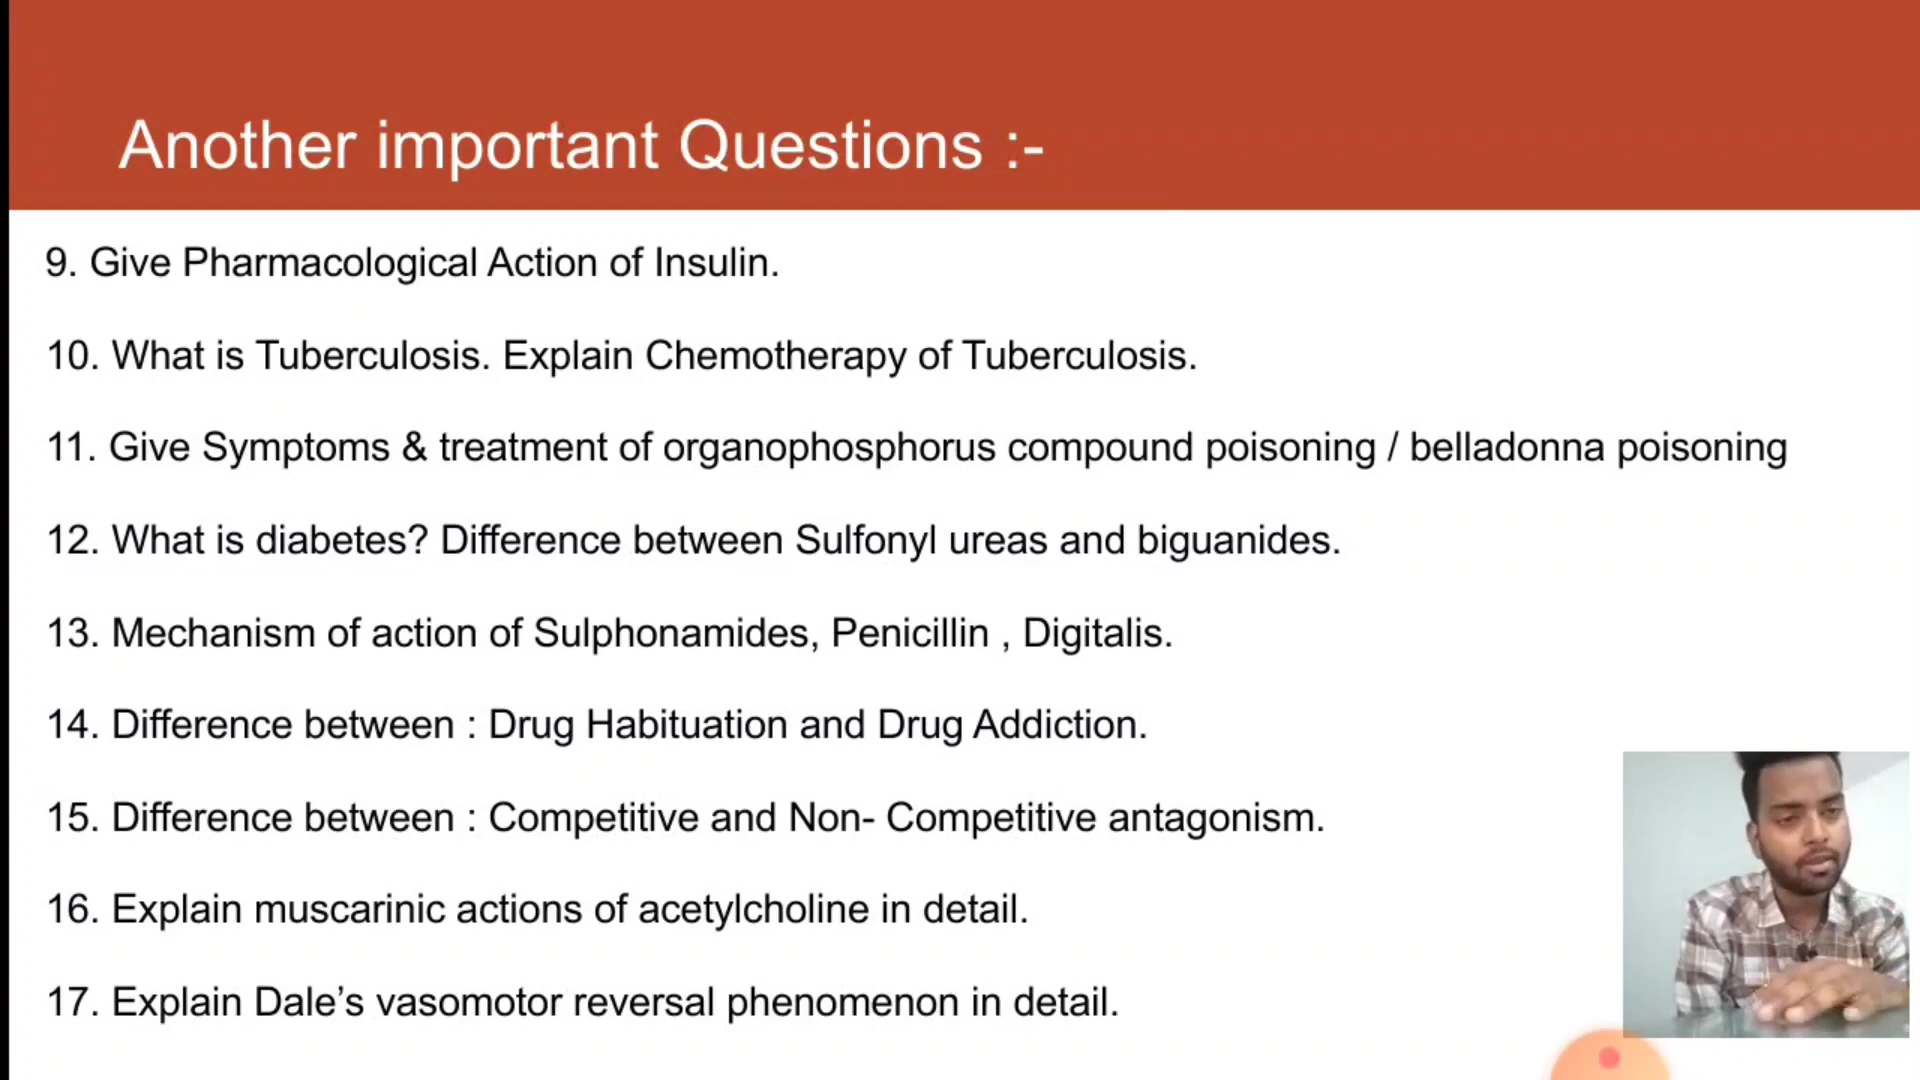 Another important Questions :-
9. Give Pharmacological Action of Insulin.
10. What is Tuberculosis. Explain Chemotherapy of Tuberculosis.
11. Give Symptoms & treatment of organophosphorus compound poisoning / belladonna poisoning
12. What is diabetes? Difference between Sulfonyl ureas and biguanides.
13. Mechanism of action of Sulphonamides, Penicillin , Digitalis.
14. Difference between : Drug Habituation and Drug Addiction.
15. Difference between : Competitive and Non- Competitive antagonism.
16. Explain muscarinic actions of acetylcholine in detail.
17. Explain Dale’s vasomotor reversal phenomenon in detail.